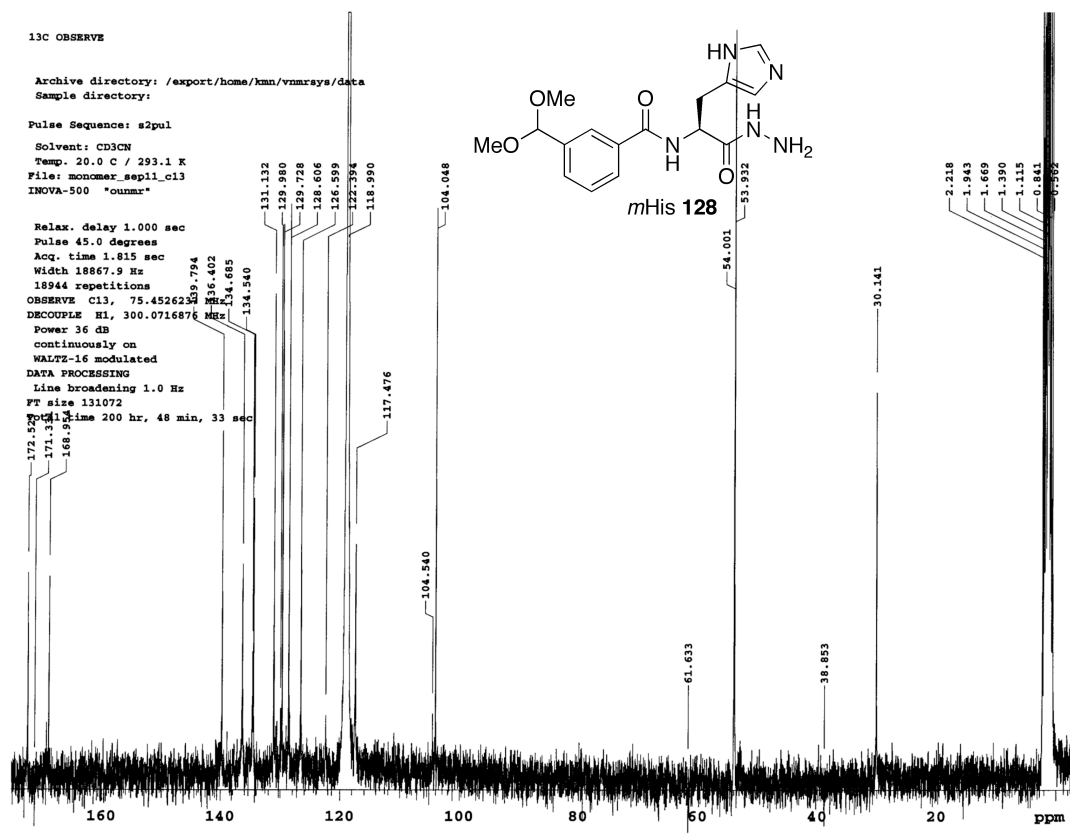 13C OBSERVE
Archive directory: /export/home/kmn/vnmrsys/data
Sample directory:
Pulse Sequence: s2pul
Solvent: CD3CN
Temp. 20.0 C / 293.1 K
File: monomer_sep11_c13
INOVA-500 "ounmr"
Relax. delay 1.000 sec
Pulse 45.0 degrees
Acq. time 1.815 sec
Width 18867.9 Hz
18944 repetitions
OBSERVE C13, 75.4526231 MHz
DECOUPLE H1, 300.0716876 MHz
Power 36 dB
continuously on
WALTZ-16 modulated
DATA PROCESSING
Line broadening 1.0 Hz
FT size 131072
Total time 200 hr, 48 min, 33 sec
OMe
MeO
O
N
H
HN
N
O
H
N
NH2
mHis 128
172.529
171.334
168.954
139.794
136.402
134.685
134.540
131.132
129.980
129.728
128.606
126.599
122.394
118.990
117.476
104.540
104.048
61.633
54.001
53.932
38.853
30.141
2.218
1.943
1.669
1.390
1.115
0.841
0.562
160
140
120
100
80
60
40
20
ppm